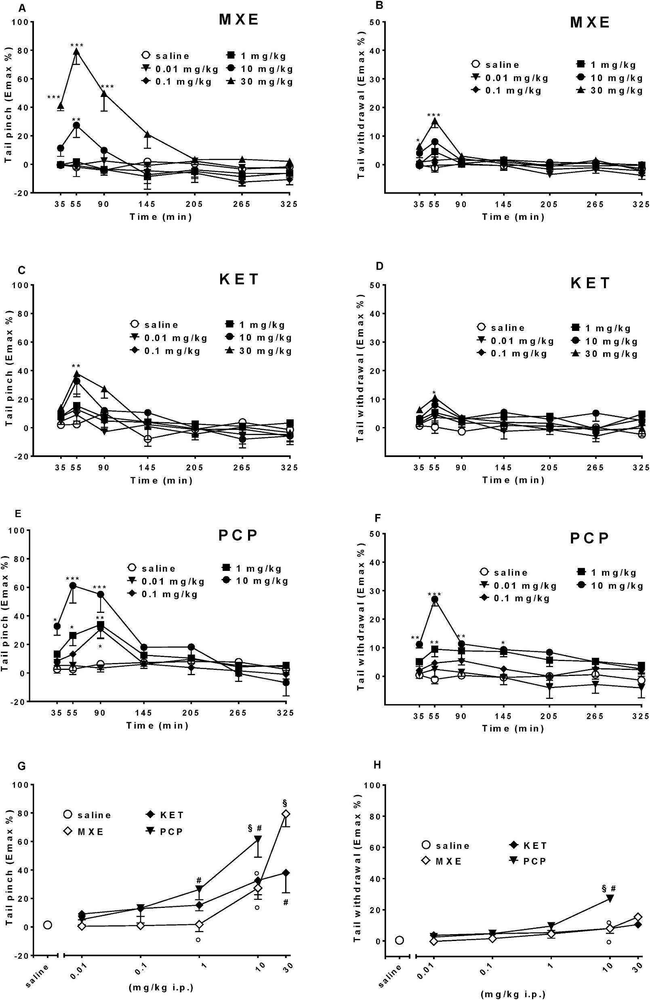 A
MXE
100
80
60
40
20
0
-20
Tail pinch (Emax %)
***
***
***
**
saline
0.01 mg/kg
0.1 mg/kg
1 mg/kg
10 mg/kg
30 mg/kg
35 55 90 145 205 265 325
Time (min)
B
MXE
50
40
30
20
10
0
Tail withdrawal (Emax %)
*
***
saline
0.01 mg/kg
0.1 mg/kg
1 mg/kg
10 mg/kg
30 mg/kg
35 55 90 145 205 265 325
Time (min)
C
KET
100
80
60
40
20
0
-20
Tail pinch (Emax %)
**
saline
0.01 mg/kg
0.1 mg/kg
1 mg/kg
10 mg/kg
30 mg/kg
35 55 90 145 205 265 325
Time (min)
D
KET
50
40
30
20
10
0
Tail withdrawal (Emax %)
*
saline
0.01 mg/kg
0.1 mg/kg
1 mg/kg
10 mg/kg
30 mg/kg
35 55 90 145 205 265 325
Time (min)
E
PCP
100
80
60
40
20
0
-20
Tail pinch (Emax %)
*
***
***
*
**
*
saline
0.01 mg/kg
0.1 mg/kg
1 mg/kg
10 mg/kg
35 55 90 145 205 265 325
Time (min)
F
PCP
50
40
30
20
10
0
Tail withdrawal (Emax %)
**
***
**
**
*
saline
0.01 mg/kg
0.1 mg/kg
1 mg/kg
10 mg/kg
35 55 90 145 205 265 325
Time (min)
G
100
80
60
40
20
0
-20
Tail pinch (Emax %)
saline
MXE
KET
PCP
#
§ #
§
°
°
°
#
saline 0.01 0.1 1 10 30
(mg/kg i.p.)
H
100
80
60
40
20
0
Tail withdrawal (Emax %)
saline
MXE
KET
PCP
§ #
°
°
saline 0.01 0.1 1 10 30
(mg/kg i.p.)